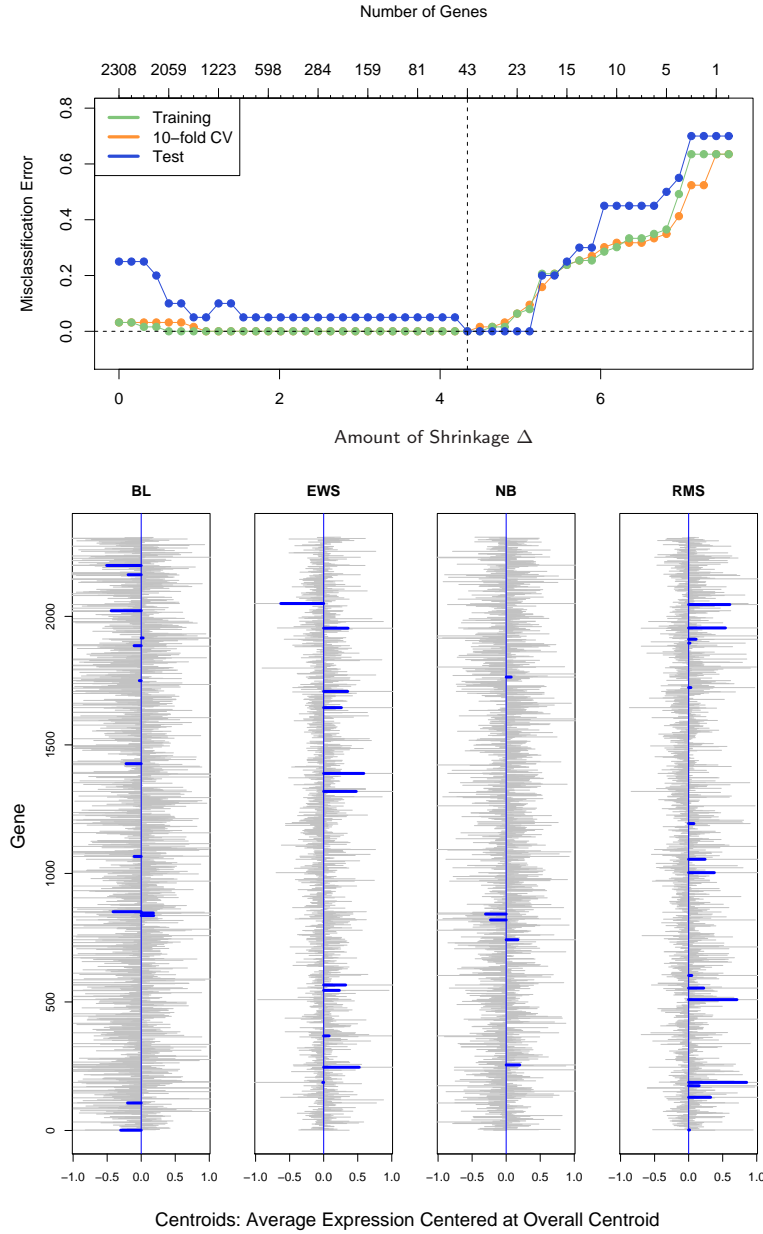 Number of Genes
2308 2059 1223 598 284 159 81 43 23 15 10 5 1
Misclassification Error
0.0 0.2 0.4 0.6 0.8
Training
10−fold CV
Test
0 2 4 6
Amount of Shrinkage Δ
BL EWS NB RMS
Gene
0 500 1000 1500 2000
−1.0 −0.5 0.0 0.5 1.0 −1.0 −0.5 0.0 0.5 1.0 −1.0 −0.5 0.0 0.5 1.0 −1.0 −0.5 0.0 0.5 1.0
Centroids: Average Expression Centered at Overall Centroid